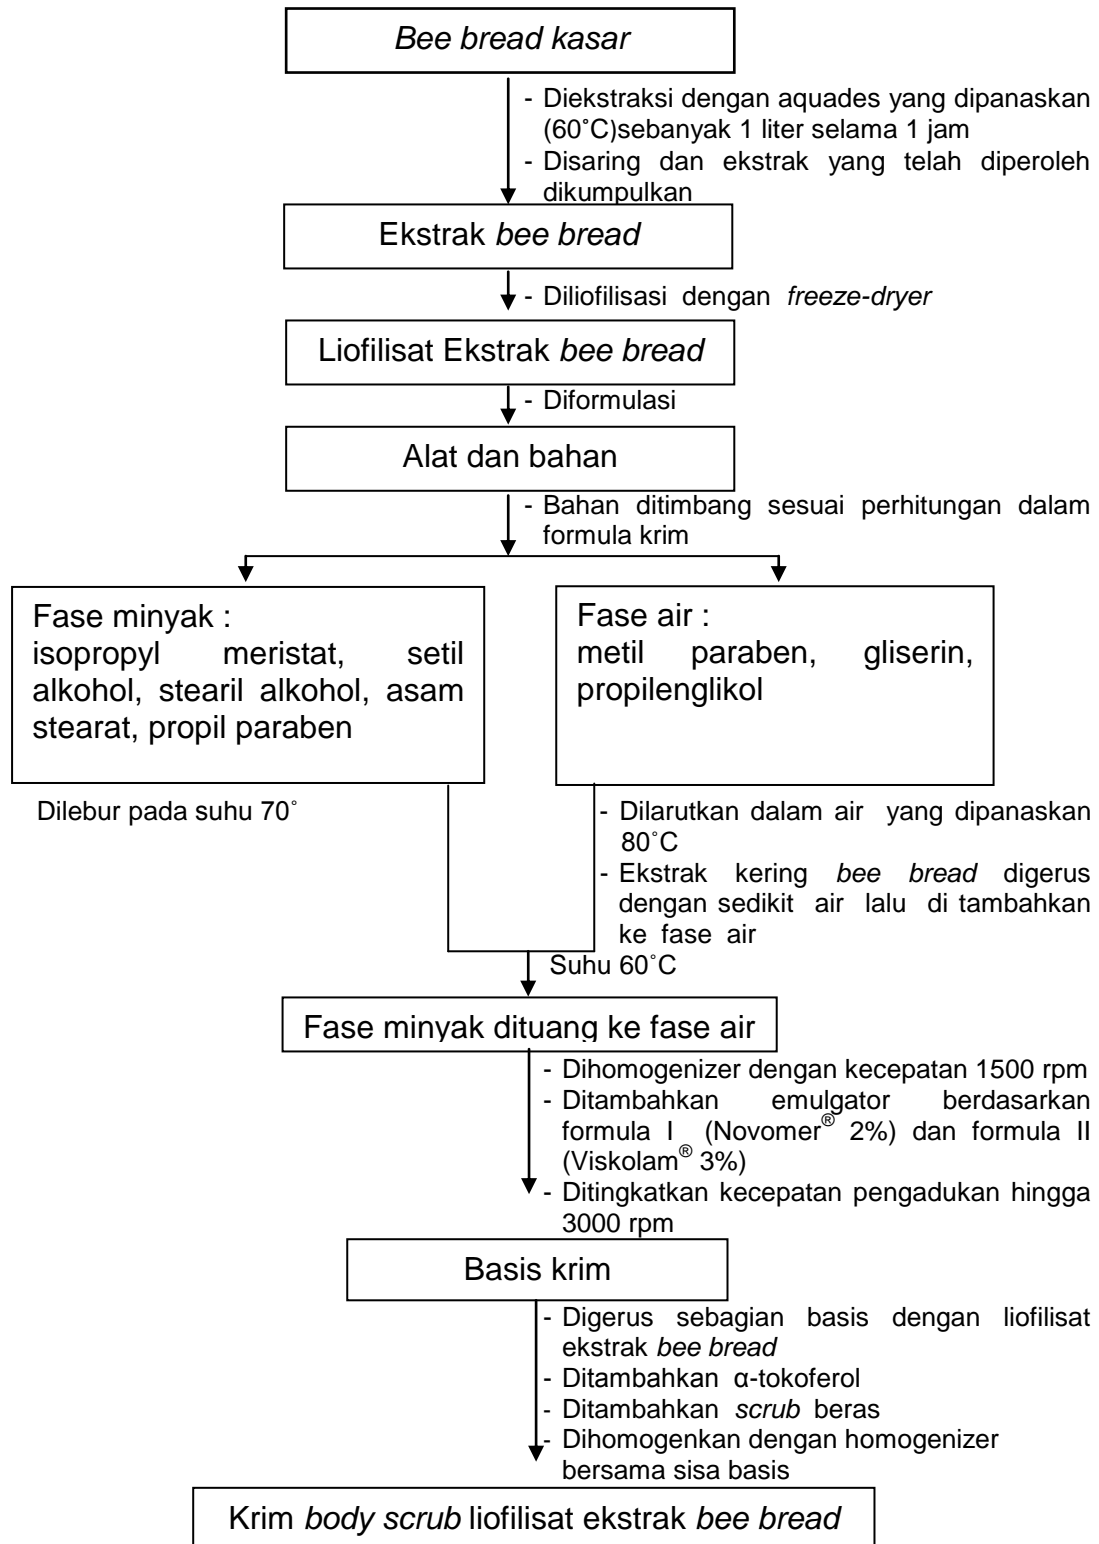 Bee bread kasar
- Diekstraksi dengan aquades yang dipanaskan
(60˚C)sebanyak 1 liter selama 1 jam
- Disaring dan ekstrak yang telah diperoleh
dikumpulkan
Ekstrak bee bread
- Diliofilisasi dengan freeze-dryer
Liofilisat Ekstrak bee bread
- Diformulasi
Alat dan bahan
- Bahan ditimbang sesuai perhitungan dalam
formula krim
Fase minyak :
isopropyl meristat, setil
alkohol, stearil alkohol, asam
stearat, propil paraben
Fase air :
metil paraben, gliserin,
propilenglikol
Dilebur pada suhu 70˚
- Dilarutkan dalam air yang dipanaskan
80˚C
- Ekstrak kering bee bread digerus
dengan sedikit air lalu di tambahkan
ke fase air
Suhu 60˚C
Fase minyak dituang ke fase air
- Dihomogenizer dengan kecepatan 1500 rpm
- Ditambahkan emulgator berdasarkan
formula I (Novomer® 2%) dan formula II
(Viskolam® 3%)
- Ditingkatkan kecepatan pengadukan hingga
3000 rpm
Basis krim
- Digerus sebagian basis dengan liofilisat
ekstrak bee bread
- Ditambahkan α-tokoferol
- Ditambahkan scrub beras
- Dihomogenkan dengan homogenizer
bersama sisa basis
Krim body scrub liofilisat ekstrak bee bread